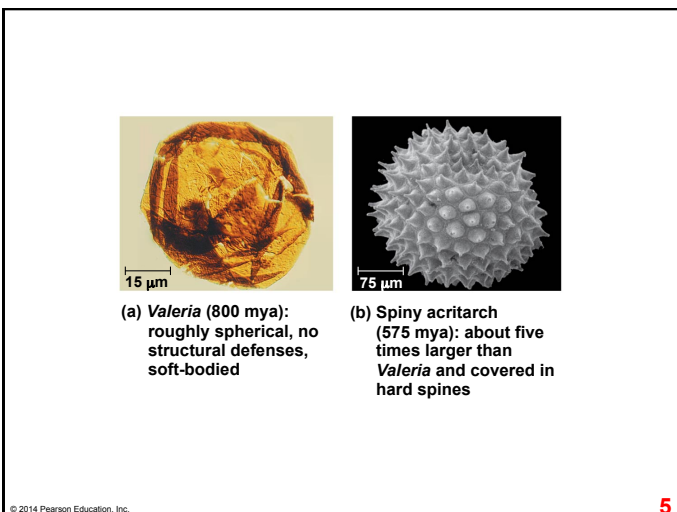 15 μm
75 μm
(a) Valeria (800 mya):
roughly spherical, no
structural defenses,
soft-bodied
(b) Spiny acritarch
(575 mya): about five
times larger than
Valeria and covered in
hard spines
© 2014 Pearson Education, Inc.
5